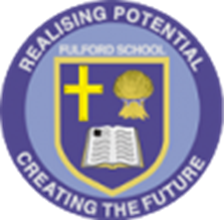 REALISING POTENTIAL
FULFORD SCHOOL
CREATING THE FUTURE